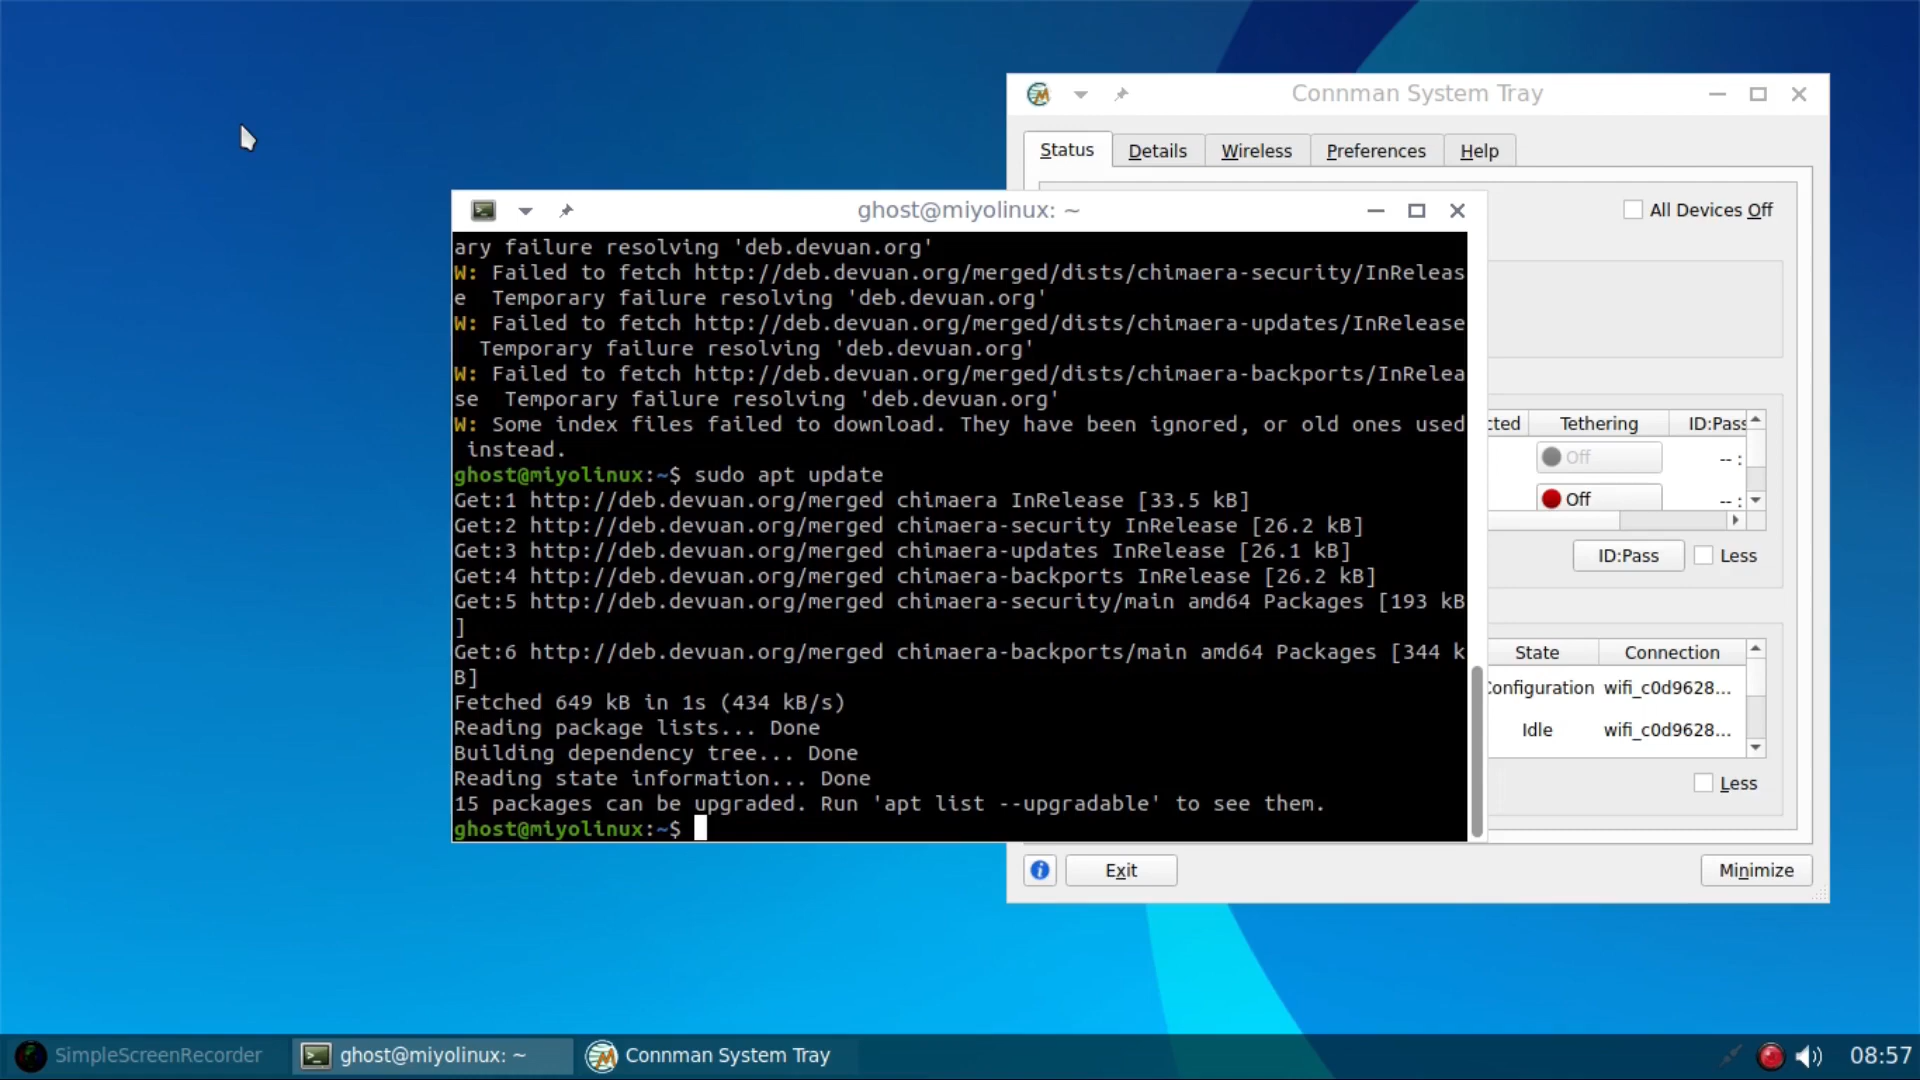 Connman System Tray
Status Details Wireless Preferences Help
All Devices Off
ghost@miyolinux: ~
ary failure resolving 'deb.devuan.org'
W: Failed to fetch http://deb.devuan.org/merged/dists/chimaera-security/InReleas
e  Temporary failure resolving 'deb.devuan.org'
W: Failed to fetch http://deb.devuan.org/merged/dists/chimaera-updates/InRelease
  Temporary failure resolving 'deb.devuan.org'
W: Failed to fetch http://deb.devuan.org/merged/dists/chimaera-backports/InRelea
se  Temporary failure resolving 'deb.devuan.org'
W: Some index files failed to download. They have been ignored, or old ones used
 instead.
ghost@miyolinux:~$ sudo apt update
Get:1 http://deb.devuan.org/merged chimaera InRelease [33.5 kB]
Get:2 http://deb.devuan.org/merged chimaera-security InRelease [26.2 kB]
Get:3 http://deb.devuan.org/merged chimaera-updates InRelease [26.1 kB]
Get:4 http://deb.devuan.org/merged chimaera-backports InRelease [26.2 kB]
Get:5 http://deb.devuan.org/merged chimaera-security/main amd64 Packages [193 kB
]
Get:6 http://deb.devuan.org/merged chimaera-backports/main amd64 Packages [344 k
B]
Fetched 649 kB in 1s (434 kB/s)
Reading package lists... Done
Building dependency tree... Done
Reading state information... Done
15 packages can be upgraded. Run 'apt list --upgradable' to see them.
ghost@miyolinux:~$
cted Tethering ID:Pass
Off -- :
Off -- :
ID:Pass Less
State Connection
Configuration wifi_c0d9628...
Idle wifi_c0d9628...
Less
Exit Minimize
SimpleScreenRecorder ghost@miyolinux: ~ Connman System Tray 08:57